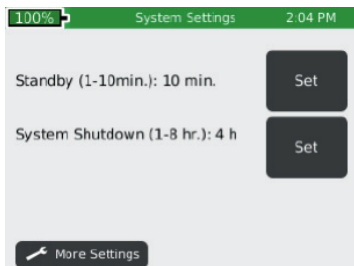 100% System Settings 2:04 PM
Standby (1-10min.): 10 min. Set
System Shutdown (1-8 hr.): 4 h Set
More Settings